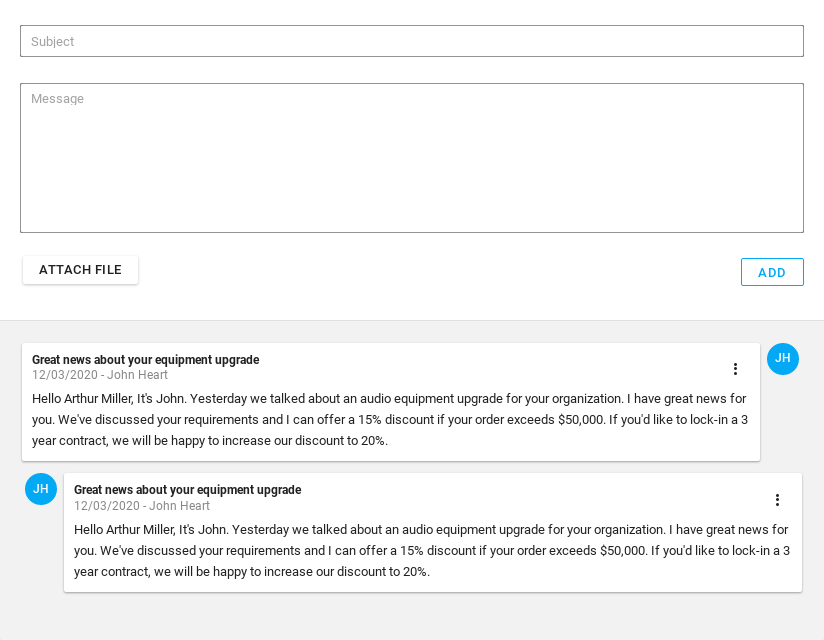 Subject
Message
ATTACH FILE
ADD
Great news about your equipment upgrade
12/03/2020 - John Heart
JH
Hello Arthur Miller, It's John. Yesterday we talked about an audio equipment upgrade for your organization. I have great news for
you. We've discussed your requirements and I can offer a 15% discount if your order exceeds $50,000. If you'd like to lock-in a 3
year contract, we will be happy to increase our discount to 20%.
JH
Great news about your equipment upgrade
12/03/2020 - John Heart
Hello Arthur Miller, It's John. Yesterday we talked about an audio equipment upgrade for your organization. I have great news for
you. We've discussed your requirements and I can offer a 15% discount if your order exceeds $50,000. If you'd like to lock-in a 3
year contract, we will be happy to increase our discount to 20%.